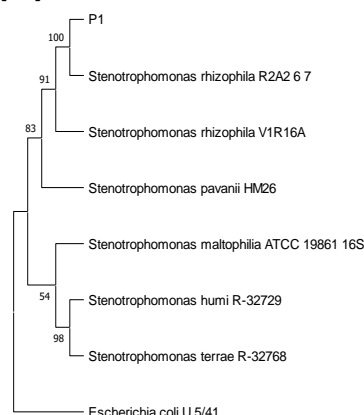 P1
100
Stenotrophomonas rhizophila R2A2 6 7
91
Stenotrophomonas rhizophila V1R16A
83
Stenotrophomonas pavanii HM26
Stenotrophomonas maltophilia ATCC 19861 16S
54
Stenotrophomonas humi R-32729
98
Stenotrophomonas terrae R-32768
Escherichia coli U 5/41